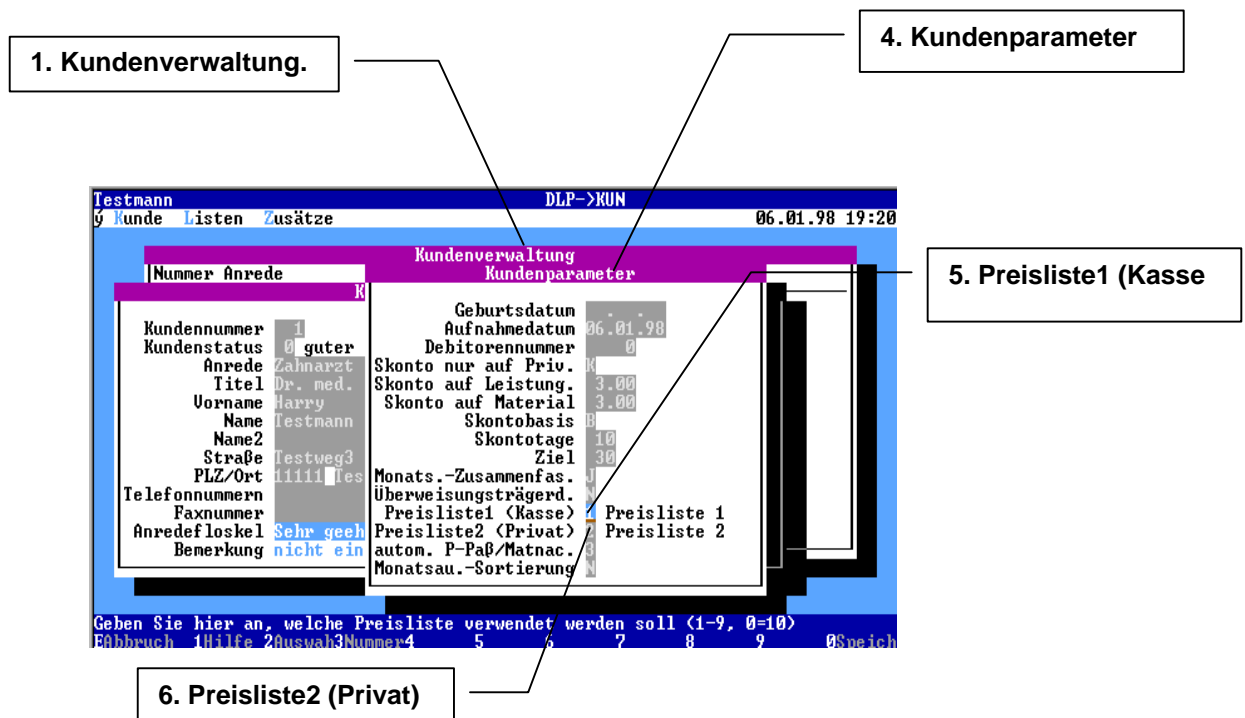 4. Kundenparameter
1. Kundenverwaltung.
Testmann DLP->KUN
ý Kunde Listen Zusätze 06.01.98 19:20
Kundenverwaltung
Nummer Anrede Kundenparameter
K
5. Preisliste1 (Kasse
Geburtsdatum . .
Kundennummer 1 Aufnahmedatum 06.01.98
Kundenstatus 0 guter Debitorennummer 0
Anrede Zahnarzt Skonto nur auf Priv. K
Titel Dr. med. Skonto auf Leistung. 3.00
Vorname Harry Skonto auf Material 3.00
Name Testmann Skontobasis B
Name2 Skontotage 10
Straße Testweg3 Ziel 30
PLZ/Ort 11111 Tes Monats.-Zusammenfas. J
Telefonnummern Überweisungsträgerd. N
Faxnummer Preisliste1 (Kasse) 1 Preisliste 1
Anredefloskel Sehr geeh Preisliste2 (Privat) 2 Preisliste 2
Bemerkung nicht ein autom. P-Paß/Matnac. 3
Monatsau.-Sortierung N
Geben Sie hier an, welche Preisliste verwendet werden soll (1-9, 0=10)
EAbbruch 1Hilfe 2Auswah3Nummer4 5 6 7 8 9 0Speich
6. Preisliste2 (Privat)